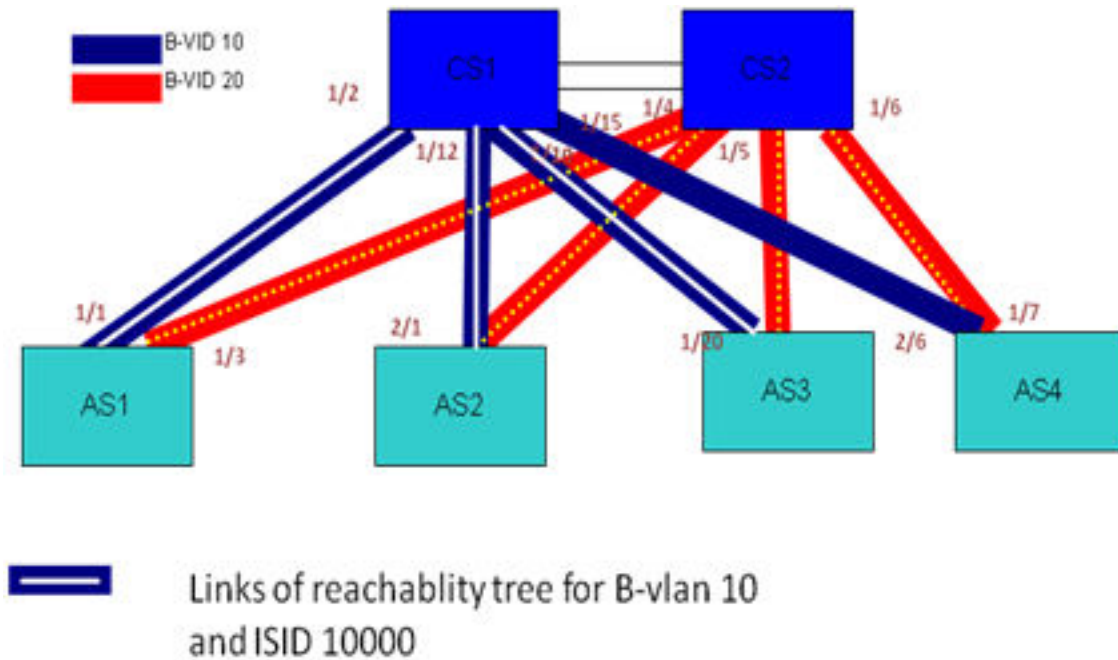 B-VID 10
B-VID 20
CS1
CS2
1/2
1/15
1/4
1/6
1/12
1/5
1/1
2/1
1/3
1/20
2/6
1/7
AS1
AS2
AS3
AS4
Links of reachablity tree for B-vlan 10
and ISID 10000